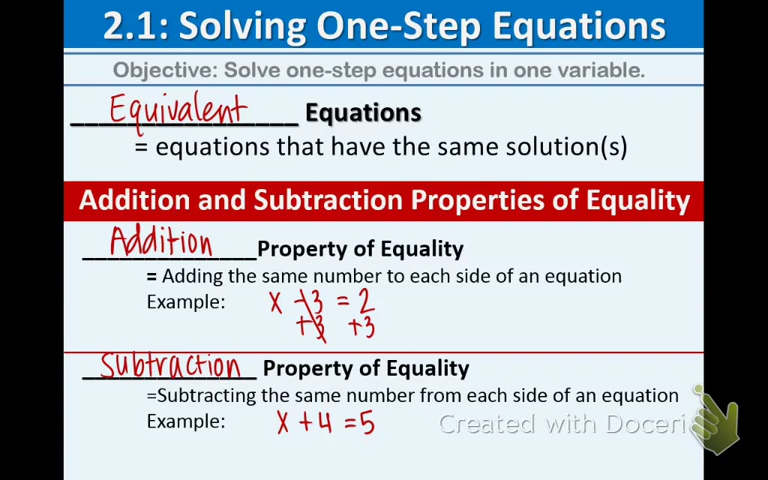 2.1: Solving One-Step Equations
Objective: Solve one-step equations in one variable.
Equivalent Equations
= equations that have the same solution(s)
Addition and Subtraction Properties of Equality
Addition Property of Equality
= Adding the same number to each side of an equation
Example: x - 3 = 2
+3 +3
Subtraction Property of Equality
=Subtracting the same number from each side of an equation
Example: x + 4 = 5
Created with Doceri